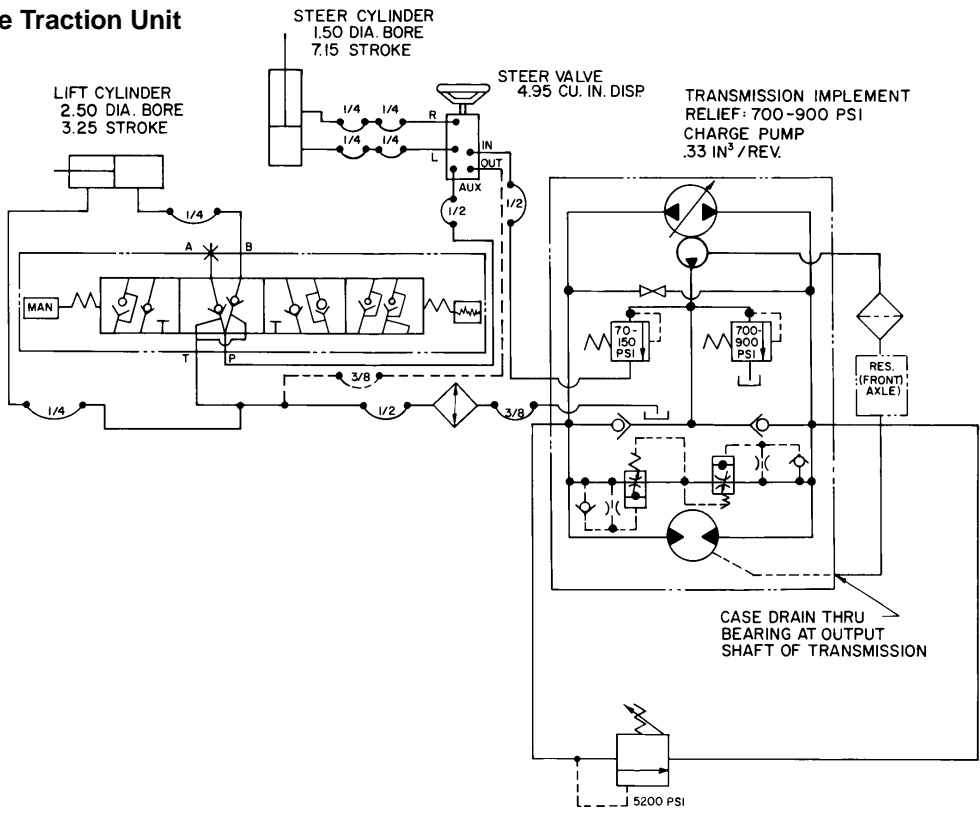 e Traction Unit
STEER CYLINDER
1.50 DIA. BORE
7.15 STROKE
LIFT CYLINDER
2.50 DIA. BORE
3.25 STROKE
STEER VALVE
4.95 CU. IN. DISP.
TRANSMISSION IMPLEMENT
RELIEF: 700-900 PSI
CHARGE PUMP
.33 IN³/REV.
1/4 1/4
R
1/4 1/4
L
IN
OUT
AUX
1/2
1/2
1/4
A
B
MAN
T
P
3/8
1/4
1/2
3/8
70-
150
PSI
700-
900
PSI
RES.
(FRONT
AXLE)
CASE DRAIN THRU
BEARING AT OUTPUT
SHAFT OF TRANSMISSION
5200 PSI